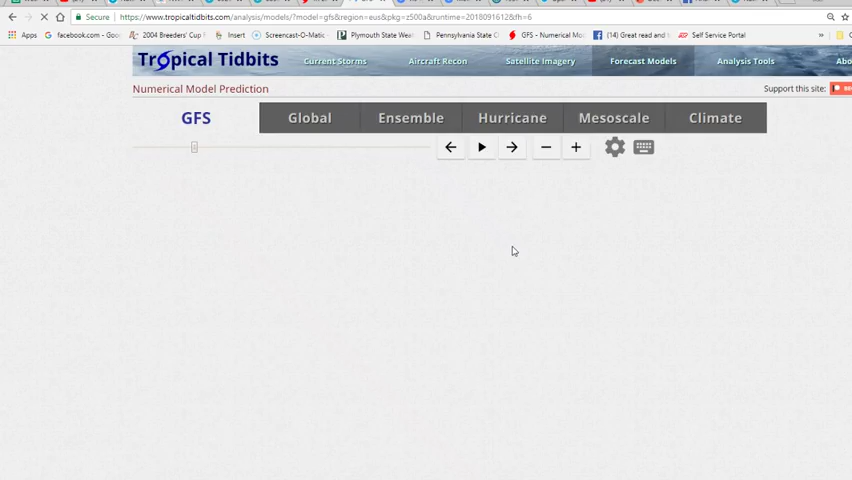 Secure https://www.tropicaltidbits.com/analysis/models/?model=gfs&region=eus&pkg=z500a&runtime=2018091612&fh=6
Apps facebook.com - Goo 2004 Breeders' Cup Insert Screencast-O-Matic Plymouth State Wea Pennsylvania State C GFS - Numerical Mo (14) Great read and Self Service Portal »
Tropical Tidbits Current Storms Aircraft Recon Satellite Imagery Forecast Models Analysis Tools Abo
Numerical Model Prediction Support this site:
GFS Global Ensemble Hurricane Mesoscale Climate